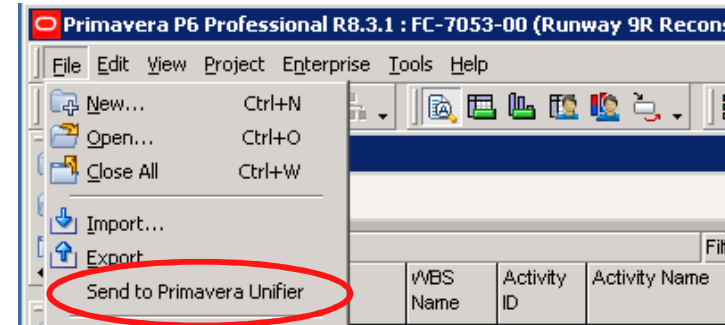 Primavera P6 Professional R8.3.1 : FC-7053-00 (Runway 9R Recons
File Edit View Project Enterprise Tools Help
New... Ctrl+N
Open... Ctrl+O
Close All Ctrl+W
Import...
Export...
Send to Primavera Unifier
Filt
WBS Name
Activity ID
Activity Name